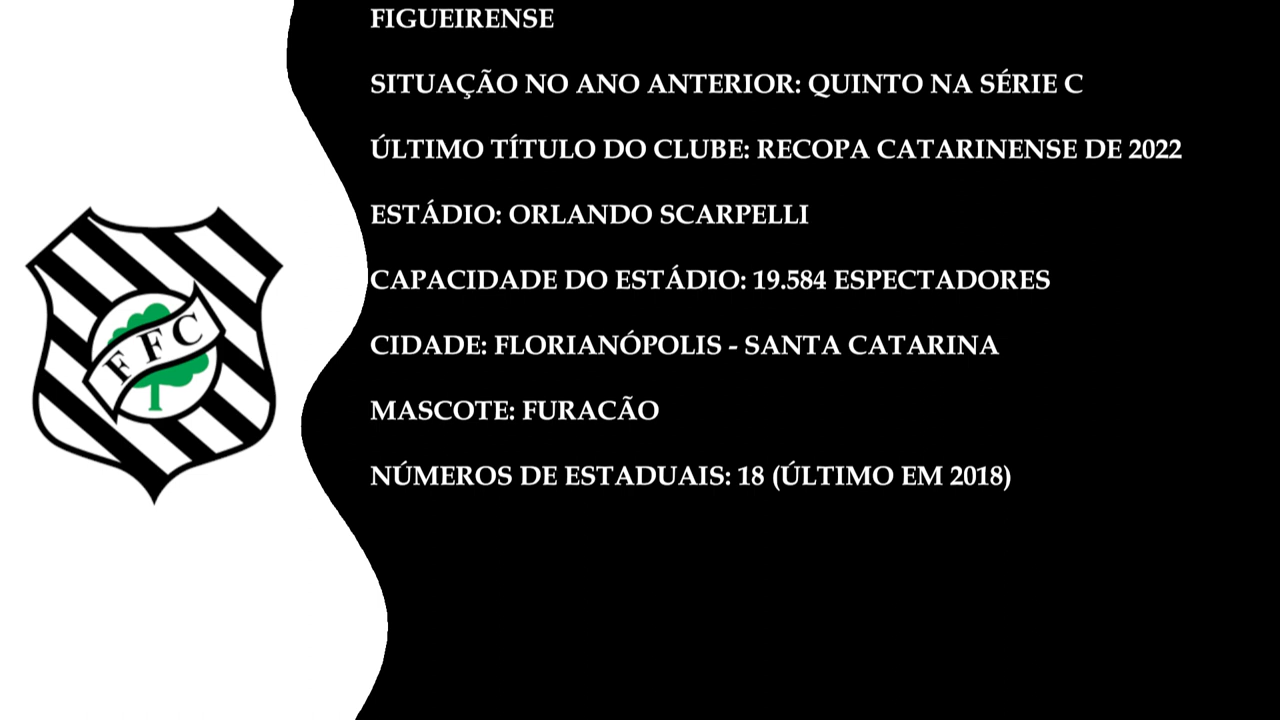 FIGUEIRENSE
SITUAÇÃO NO ANO ANTERIOR: QUINTO NA SÉRIE C
ÚLTIMO TÍTULO DO CLUBE: RECOPA CATARINENSE DE 2022
ESTÁDIO: ORLANDO SCARPELLI
CAPACIDADE DO ESTÁDIO: 19.584 ESPECTADORES
CIDADE: FLORIANÓPOLIS - SANTA CATARINA
MASCOTE: FURACÃO
NÚMEROS DE ESTADUAIS: 18 (ÚLTIMO EM 2018)
FFC